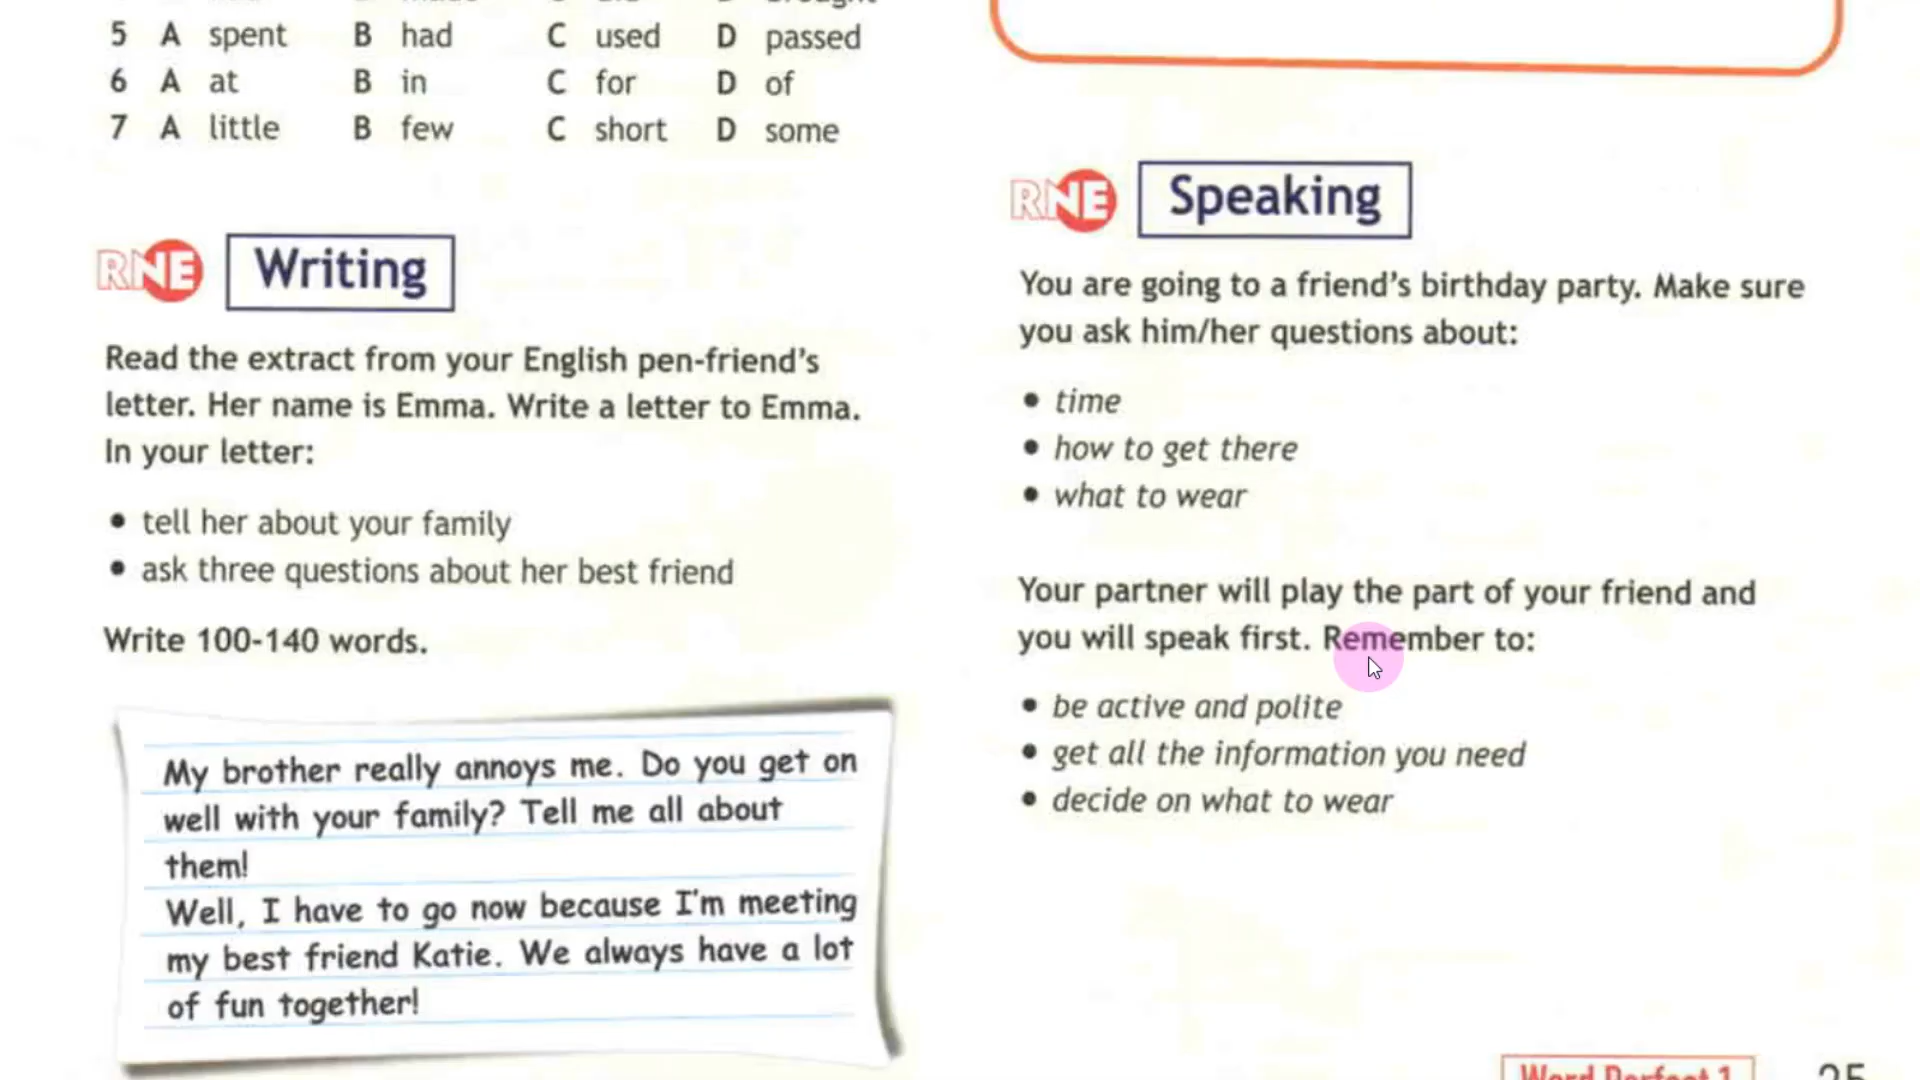 5 A spent B had C used D passed
6 A at B in C for D of
7 A little B few C short D some
RNE Writing
Read the extract from your English pen-friend's
letter. Her name is Emma. Write a letter to Emma.
In your letter:
• tell her about your family
• ask three questions about her best friend
Write 100-140 words.
My brother really annoys me. Do you get on
well with your family? Tell me all about
them!
Well, I have to go now because I'm meeting
my best friend Katie. We always have a lot
of fun together!
RNE Speaking
You are going to a friend's birthday party. Make sure
you ask him/her questions about:
• time
• how to get there
• what to wear
Your partner will play the part of your friend and
you will speak first. Remember to:
• be active and polite
• get all the information you need
• decide on what to wear
Word Perfect 1